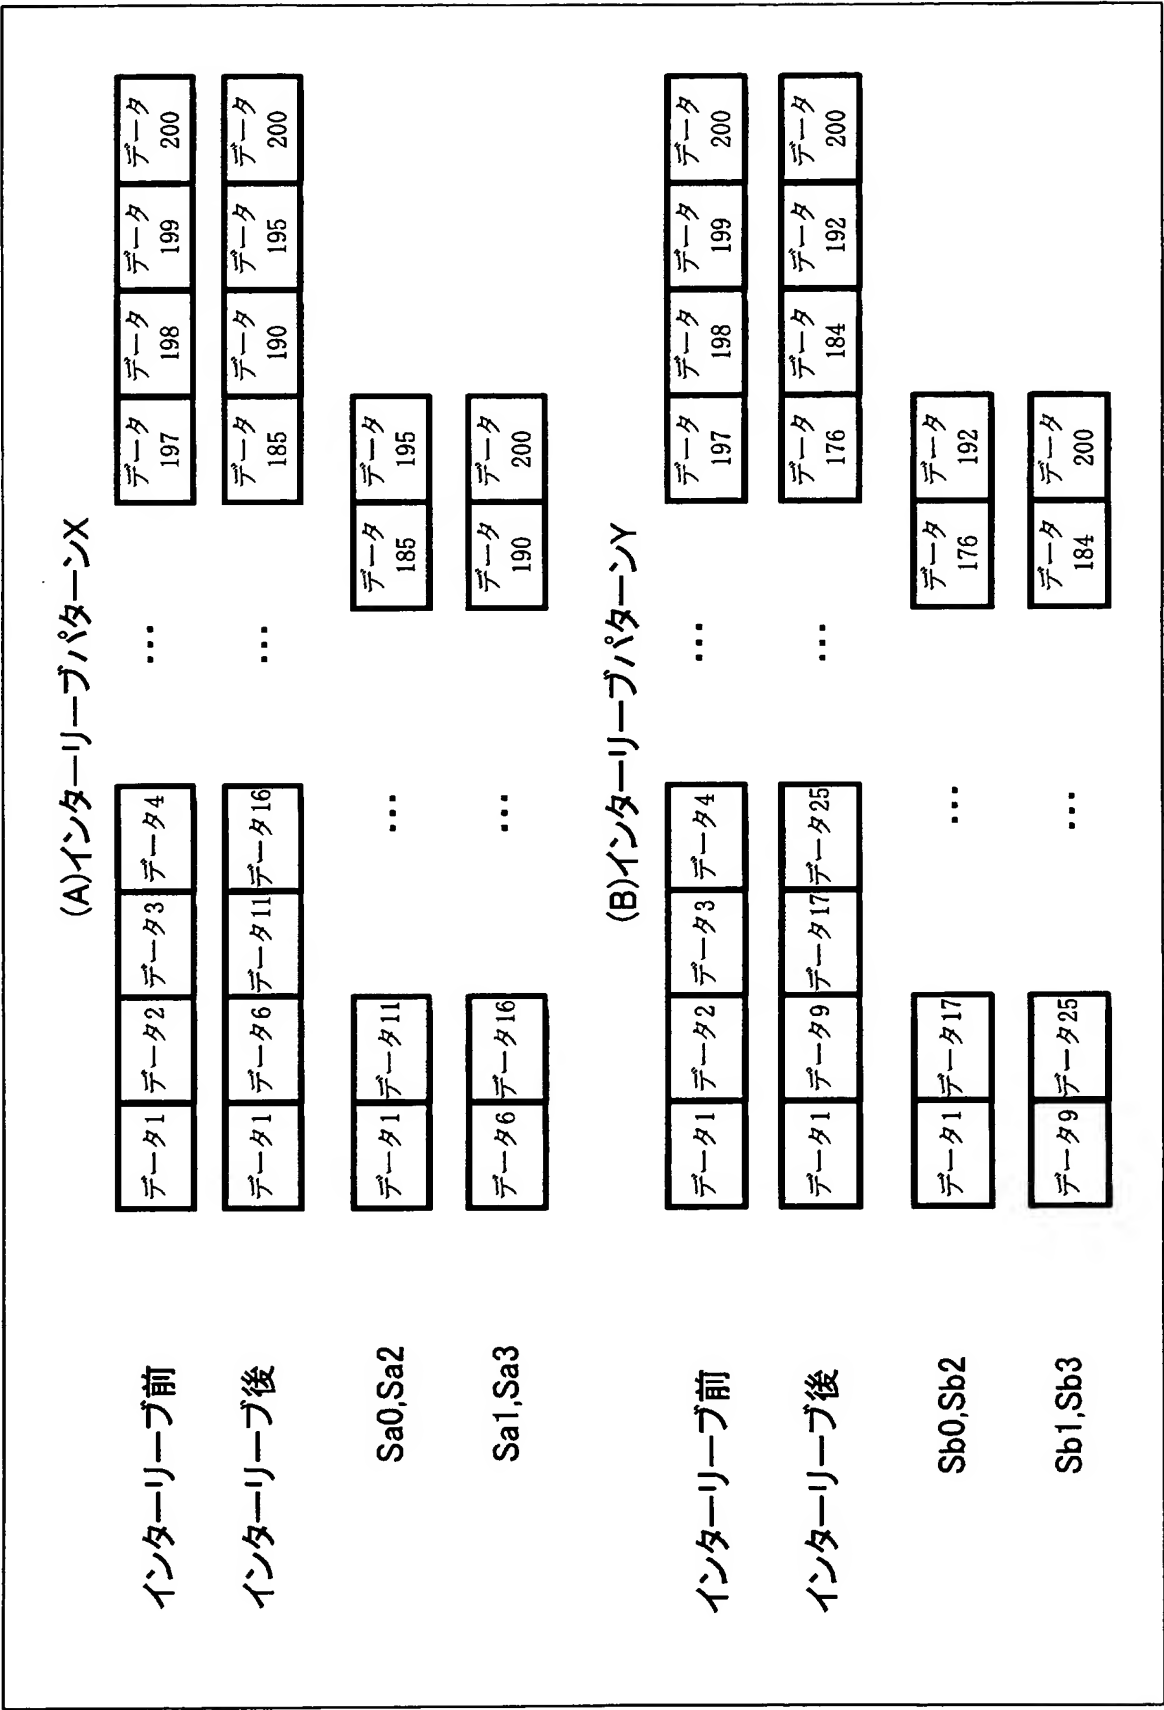 (A)インターリーブパターンX
インターリーブ前 データ1 データ2 データ3 データ4 ... データ197 データ198 データ199 データ200
インターリーブ後 データ1 データ6 データ11 データ16 ... データ185 データ190 データ195 データ200
Sa0,Sa2 データ1 データ11 ... データ185 データ195
Sa1,Sa3 データ6 データ16 ... データ190 データ200
(B)インターリーブパターンY
インターリーブ前 データ1 データ2 データ3 データ4 ... データ197 データ198 データ199 データ200
インターリーブ後 データ1 データ9 データ17 データ25 ... データ176 データ184 データ192 データ200
Sb0,Sb2 データ1 データ17 ... データ176 データ192
Sb1,Sb3 データ9 データ25 ... データ184 データ200